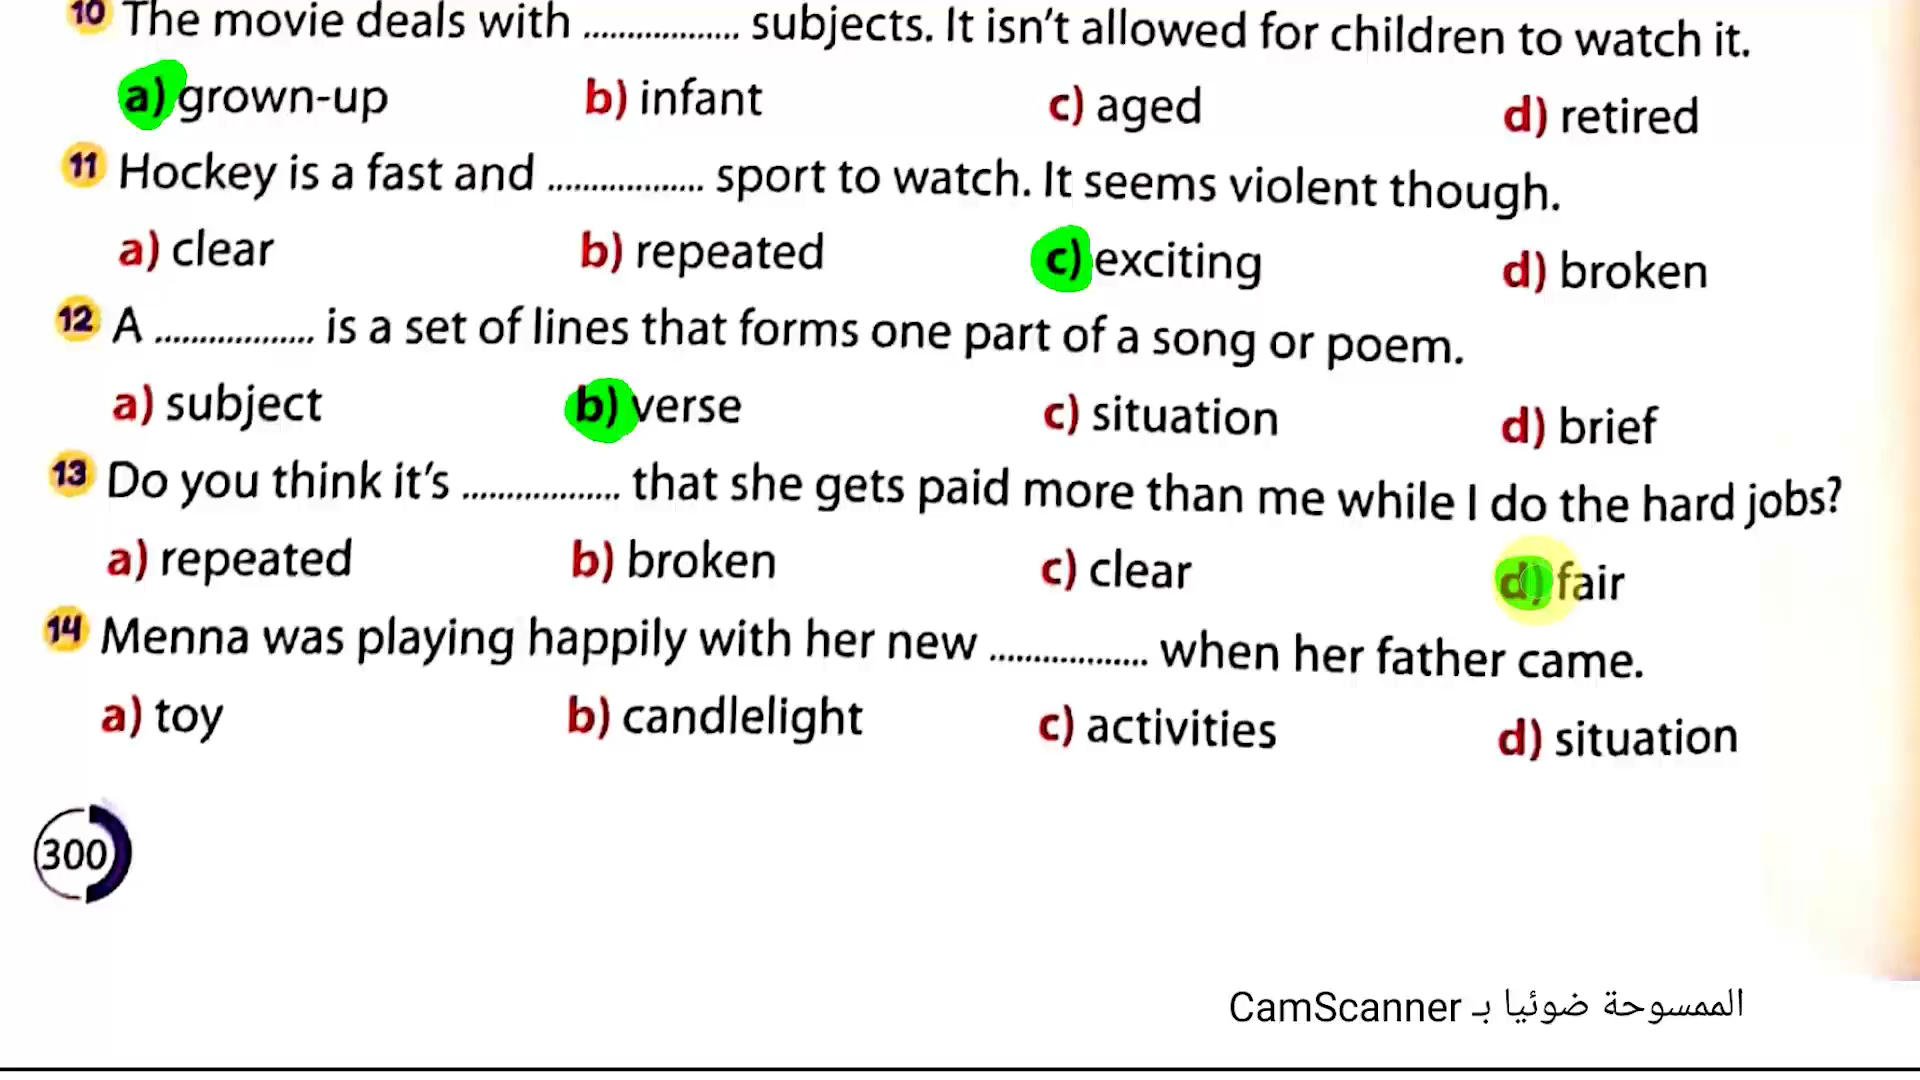 10 The movie deals with .................. subjects. It isn't allowed for children to watch it.
a) grown-up b) infant c) aged d) retired
11 Hockey is a fast and .................. sport to watch. It seems violent though.
a) clear b) repeated c) exciting d) broken
12 A .................. is a set of lines that forms one part of a song or poem.
a) subject b) verse c) situation d) brief
13 Do you think it's .................. that she gets paid more than me while I do the hard jobs?
a) repeated b) broken c) clear d) fair
14 Menna was playing happily with her new .................. when her father came.
a) toy b) candlelight c) activities d) situation
300
الممسوحة ضوئيا بـ CamScanner